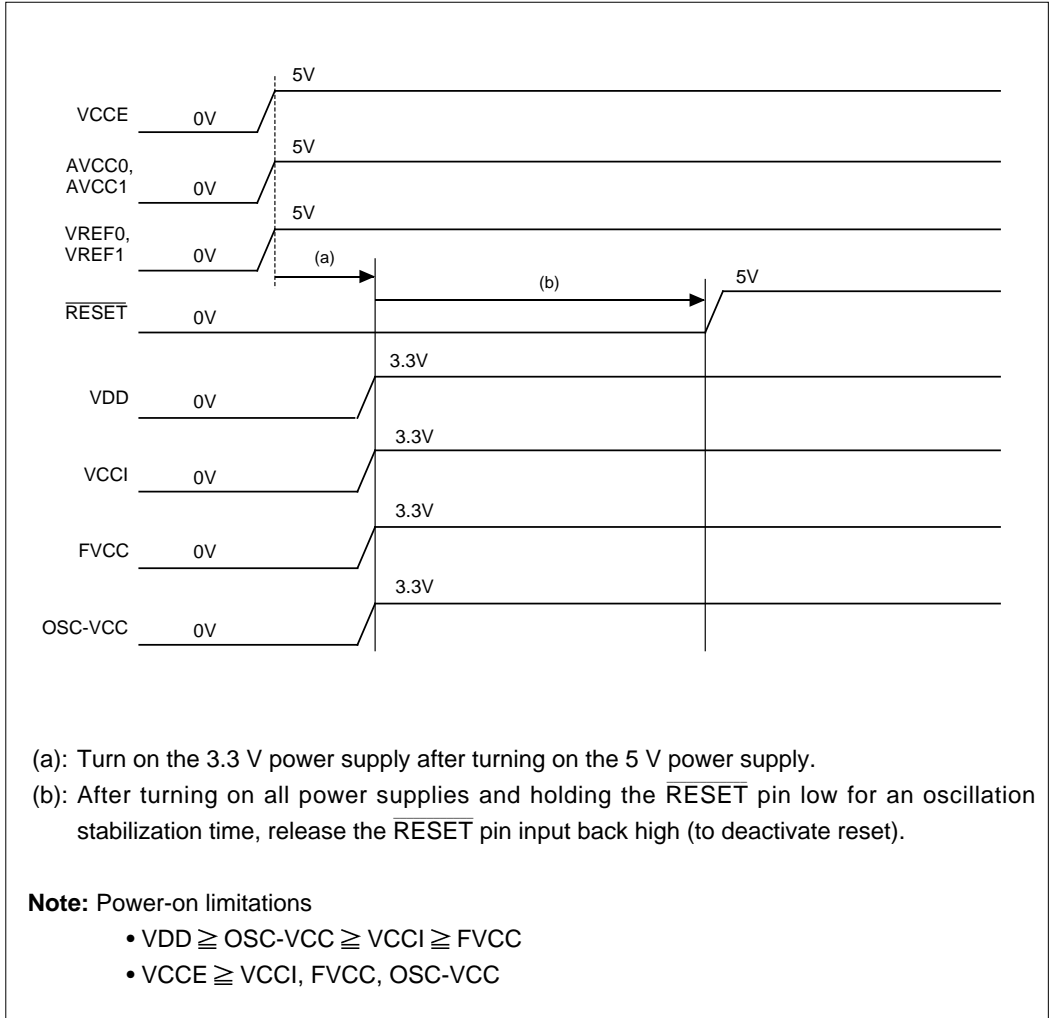 5V
VCCE 0V
5V
AVCC0,
AVCC1 0V
5V
VREF0,
VREF1 0V
(a)
(b)
5V
RESET 0V
3.3V
VDD 0V
3.3V
VCCI 0V
3.3V
FVCC 0V
3.3V
OSC-VCC 0V
(a): Turn on the 3.3 V power supply after turning on the 5 V power supply.
(b): After turning on all power supplies and holding the RESET pin low for an oscillation
stabilization time, release the RESET pin input back high (to deactivate reset).
Note: Power-on limitations
• VDD ≧ OSC-VCC ≧ VCCI ≧ FVCC
• VCCE ≧ VCCI, FVCC, OSC-VCC